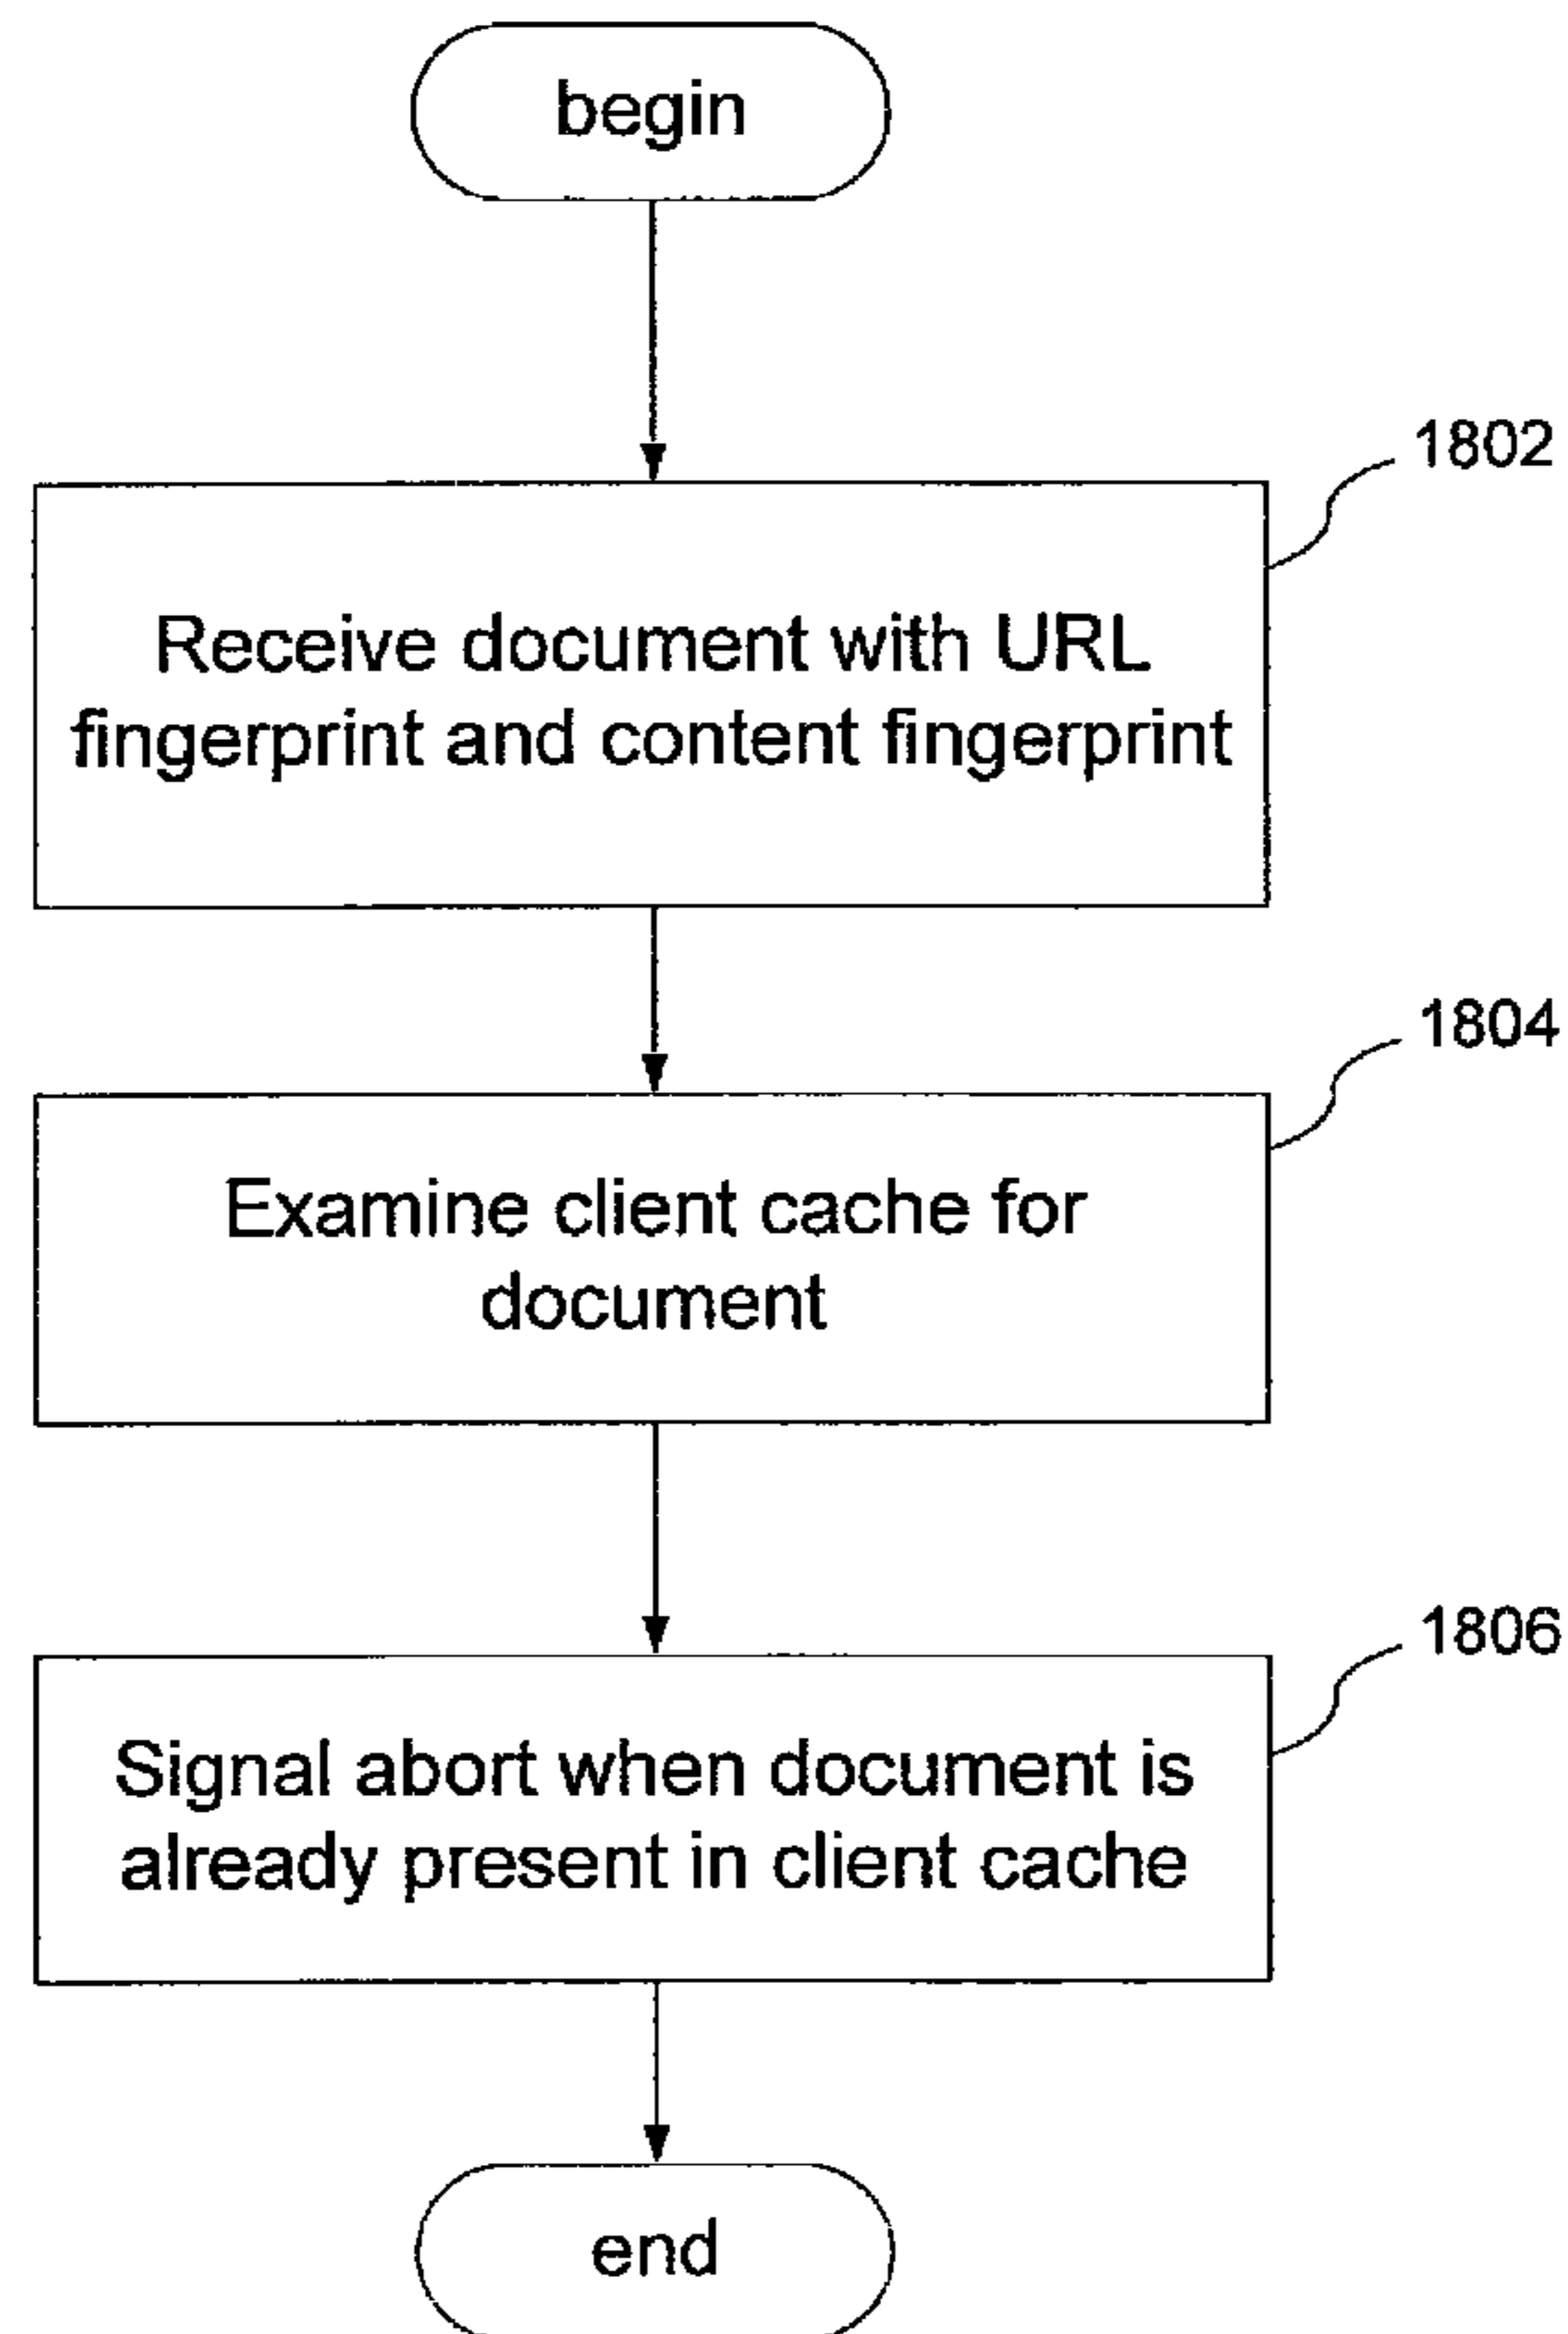 begin
1802
Receive document with URL
fingerprint and content fingerprint
1804
Examine client cache for
document
1806
Signal abort when document is
already present in client cache
end